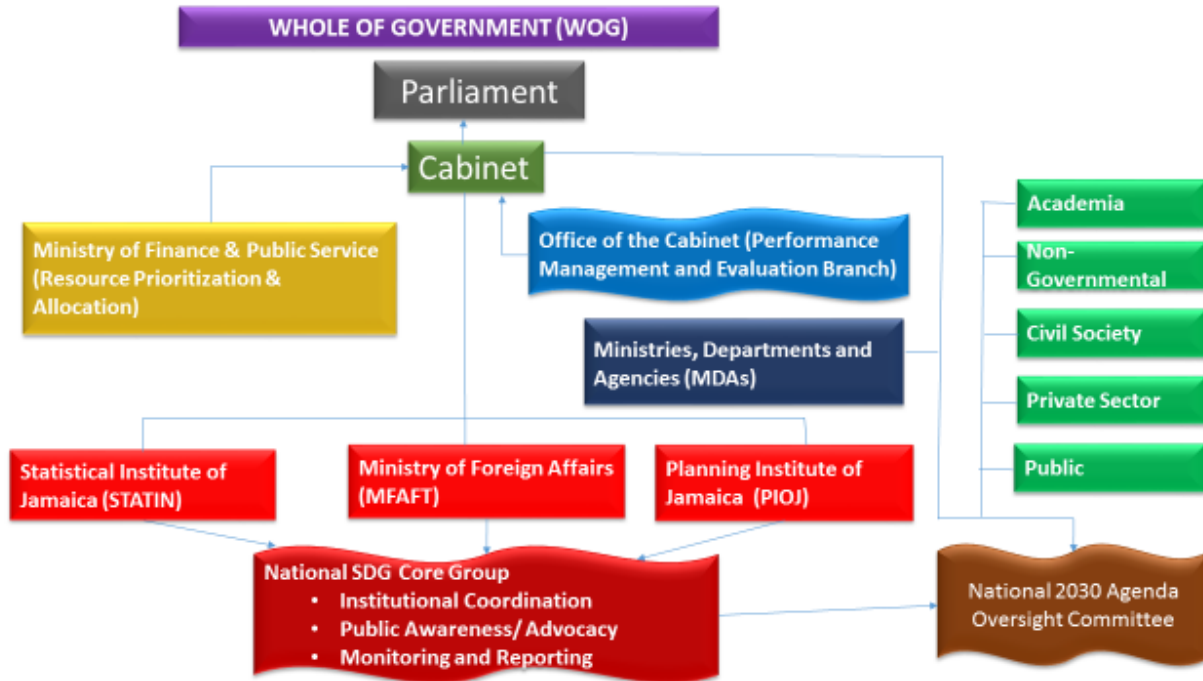 WHOLE OF GOVERNMENT (WOG)
Parliament
Cabinet
Ministry of Finance & Public Service
(Resource Prioritization &
Allocation)
Office of the Cabinet (Performance
Management and Evaluation Branch)
Ministries, Departments and
Agencies (MDAs)
Academia
Non-
Governmental
Civil Society
Private Sector
Public
Statistical Institute of
Jamaica (STATIN)
Ministry of Foreign Affairs
(MFAFT)
Planning Institute of
Jamaica (PIOJ)
National SDG Core Group
• Institutional Coordination
• Public Awareness/ Advocacy
• Monitoring and Reporting
National 2030 Agenda
Oversight Committee